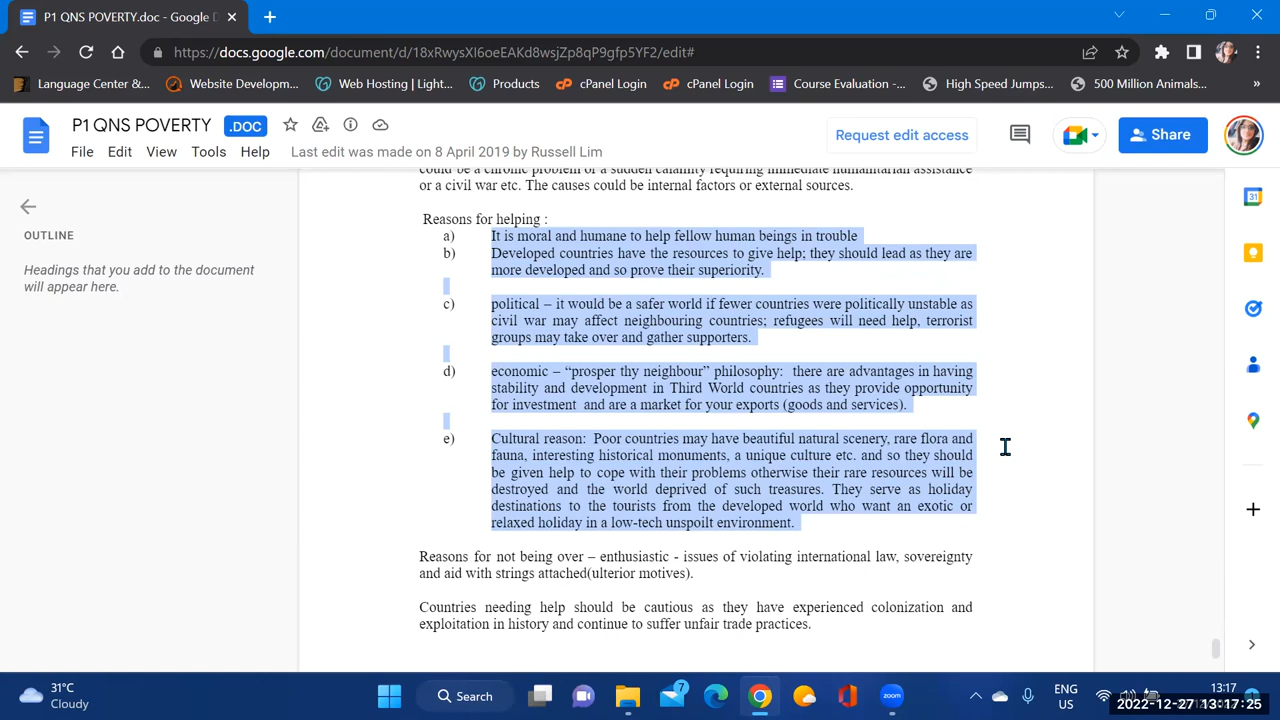 P1 QNS POVERTY.doc - Google D
https://docs.google.com/document/d/18xRwysXI6oeEAKd8wsjZp8qP9gfp5YF2/edit#
Language Center &... Website Developm... Web Hosting | Light... Products cPanel Login cPanel Login Course Evaluation -... High Speed Jumps... 500 Million Animals... »
P1 QNS POVERTY .DOC
File Edit View Tools Help Last edit was made on 8 April 2019 by Russell Lim
Request edit access
Share
could be a chronic problem or a sudden calamity requiring immediate humanitarian assistance
or a civil war etc. The causes could be internal factors or external sources.
OUTLINE
Headings that you add to the document
will appear here.
Reasons for helping :
a) It is moral and humane to help fellow human beings in trouble
b) Developed countries have the resources to give help; they should lead as they are
more developed and so prove their superiority.
c) political – it would be a safer world if fewer countries were politically unstable as
civil war may affect neighbouring countries; refugees will need help, terrorist
groups may take over and gather supporters.
d) economic – “prosper thy neighbour” philosophy: there are advantages in having
stability and development in Third World countries as they provide opportunity
for investment and are a market for your exports (goods and services).
e) Cultural reason: Poor countries may have beautiful natural scenery, rare flora and
fauna, interesting historical monuments, a unique culture etc. and so they should
be given help to cope with their problems otherwise their rare resources will be
destroyed and the world deprived of such treasures. They serve as holiday
destinations to the tourists from the developed world who want an exotic or
relaxed holiday in a low-tech unspoilt environment.
Reasons for not being over – enthusiastic - issues of violating international law, sovereignty
and aid with strings attached(ulterior motives).
Countries needing help should be cautious as they have experienced colonization and
exploitation in history and continue to suffer unfair trade practices.
31
31°C
Cloudy
Search
7
zoom
ENG
US
13:17
2022-12-27 13:17:25